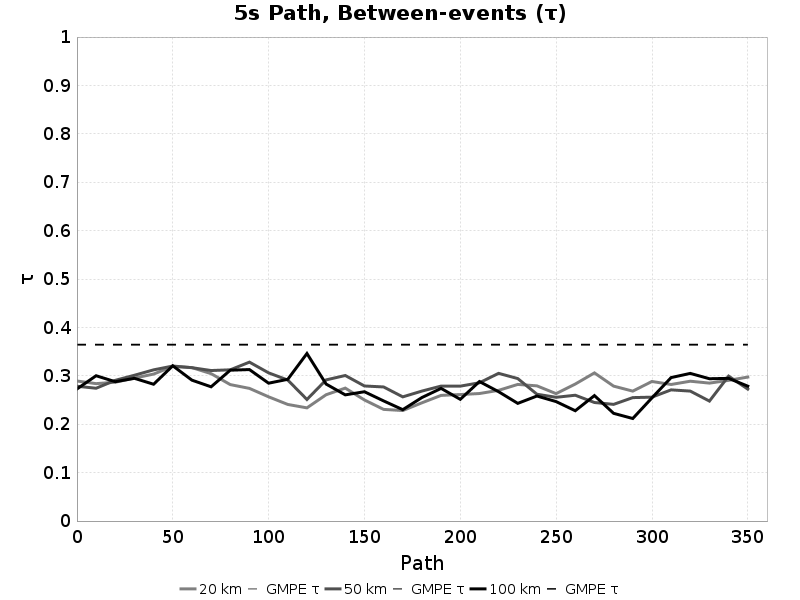 5s Path, Between-events (τ)
1
0.9
0.8
0.7
0.6
τ
0.5
0.4
0.3
0.2
0.1
0
0 50 100 150 200 250 300 350
Path
20 km GMPE τ 50 km GMPE τ 100 km GMPE τ